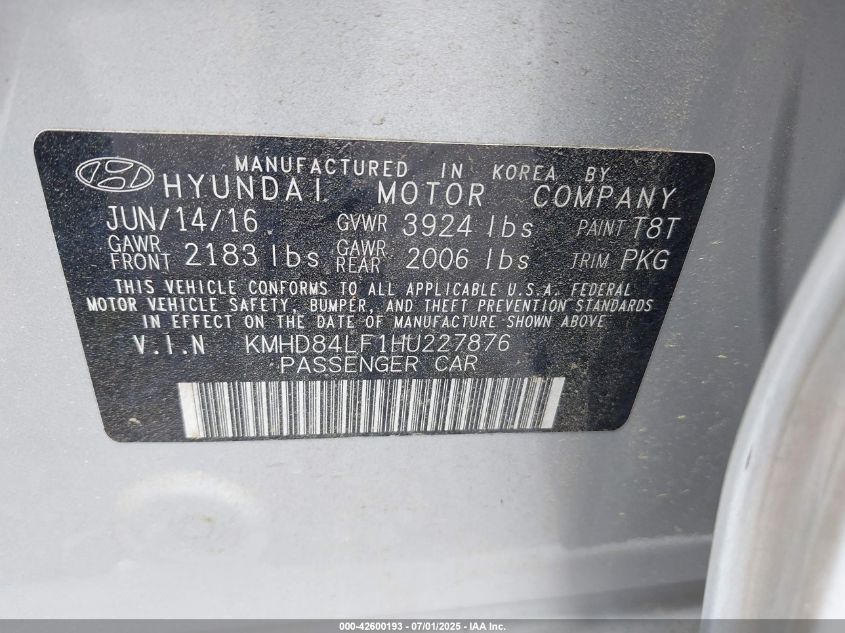 MANUFACTURED IN KOREA BY
HYUNDAI MOTOR COMPANY
JUN/14/16 GVWR 3924 lbs PAINT T8T
GAWR FRONT 2183 lbs GAWR REAR 2006 lbs TRIM PKG
THIS VEHICLE CONFORMS TO ALL APPLICABLE U.S.A. FEDERAL
MOTOR VEHICLE SAFETY, BUMPER, AND THEFT PREVENTION STANDARDS
IN EFFECT ON THE DATE OF MANUFACTURE SHOWN ABOVE
V.I.N KMHD84LF1HU227876
PASSENGER CAR
000-42600193 - 07/01/2025 - IAA Inc.